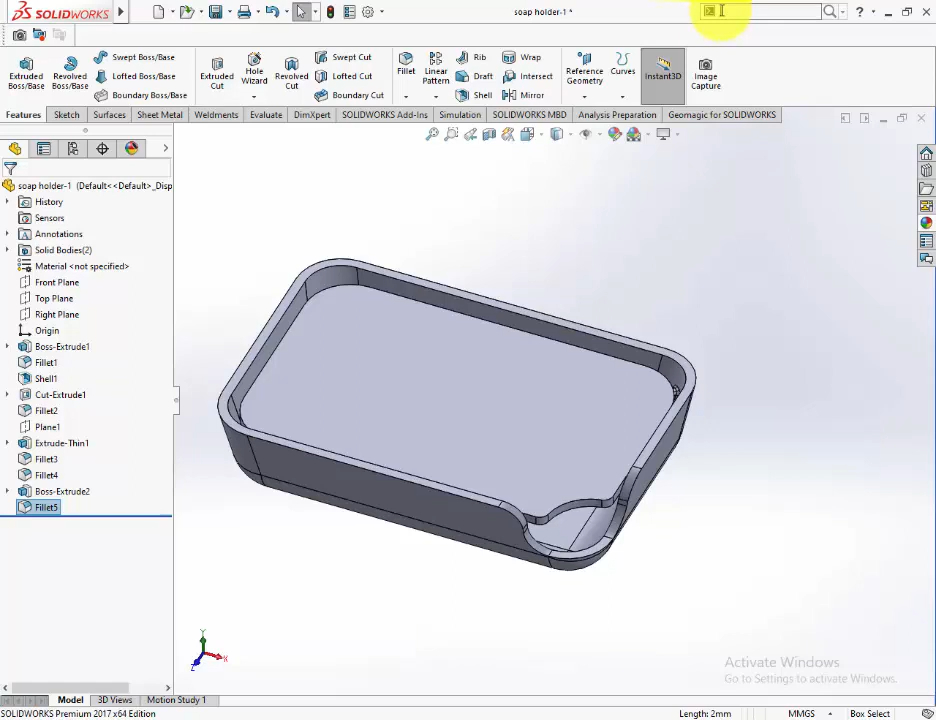 SOLIDWORKS
soap holder-1 *
Extruded Boss/Base
Revolved Boss/Base
Swept Boss/Base
Lofted Boss/Base
Boundary Boss/Base
Extruded Cut
Hole Wizard
Revolved Cut
Swept Cut
Lofted Cut
Boundary Cut
Fillet
Linear Pattern
Rib
Draft
Shell
Wrap
Intersect
Mirror
Reference Geometry
Curves
Instant3D
Image Capture
Features Sketch Surfaces Sheet Metal Weldments Evaluate DimXpert SOLIDWORKS Add-Ins Simulation SOLIDWORKS MBD Analysis Preparation Geomagic for SOLIDWORKS
soap holder-1 (Default<<Default>_Disp
History
Sensors
Annotations
Solid Bodies(2)
Material <not specified>
Front Plane
Top Plane
Right Plane
Origin
Boss-Extrude1
Fillet1
Shell1
Cut-Extrude1
Fillet2
Plane1
Extrude-Thin1
Fillet3
Fillet4
Boss-Extrude2
Fillet5
Y
X
Z
Activate Windows
Go to Settings to activate Windows.
Model 3D Views Motion Study 1
SOLIDWORKS Premium 2017 x64 Edition
Length: 2mm
MMGS
Box Select